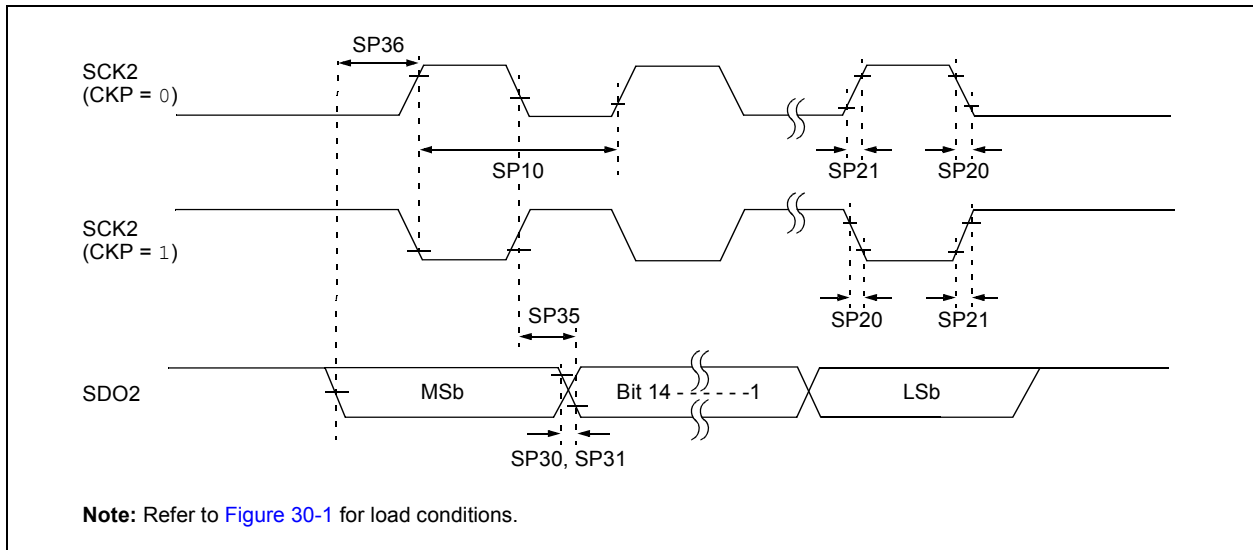 SP36
SCK2
(CKP = 0)
SP10
SP21
SP20
SCK2
(CKP = 1)
SP35
SP20
SP21
SDO2
MSb
Bit 14 - - - - - -1
LSb
SP30, SP31
Note: Refer to Figure 30-1 for load conditions.